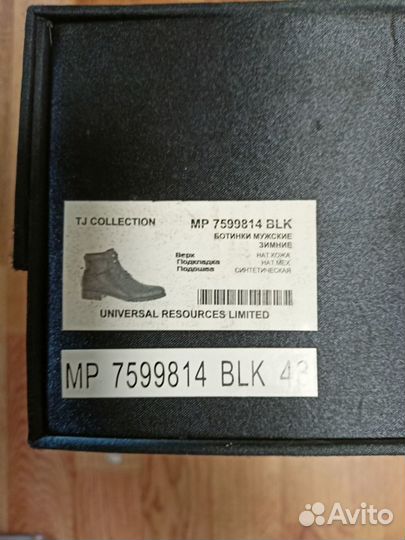 TJ COLLECTION
MP 7599814 BLK
БОТИНКИ МУЖСКИЕ
ЗИМНИЕ
Верх НАТ.КОЖА
Подкладка НАТ.МЕХ
Подошва СИНТЕТИЧЕСКАЯ
UNIVERSAL RESOURCES LIMITED
MP 7599814 BLK 43
Avito